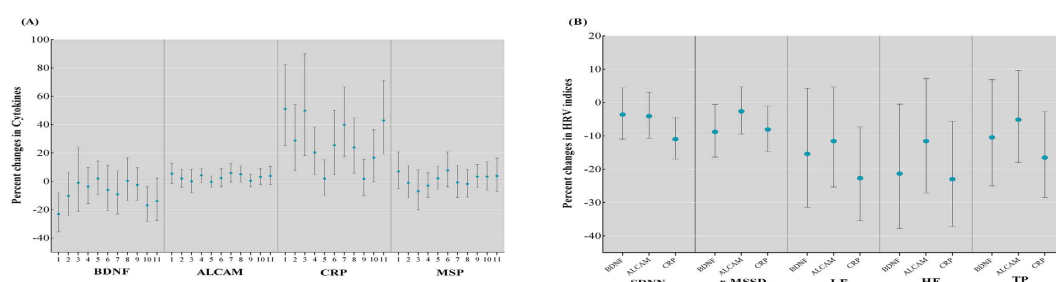 (A)
Percent changes in Cytokines
100
80
60
40
20
0
-20
-40
1 2 3 4 5 6 7 8 9 10 11 1 2 3 4 5 6 7 8 9 10 11 1 2 3 4 5 6 7 8 9 10 11 1 2 3 4 5 6 7 8 9 10 11
BDNF ALCAM CRP MSP
(B)
Percent changes in HRV indices
20
10
0
-10
-20
-30
-40
-45
BDNF ALCAM CRP BDNF ALCAM CRP BDNF ALCAM CRP BDNF ALCAM CRP BDNF ALCAM CRP
SDNN r-MSSD LF HF TP